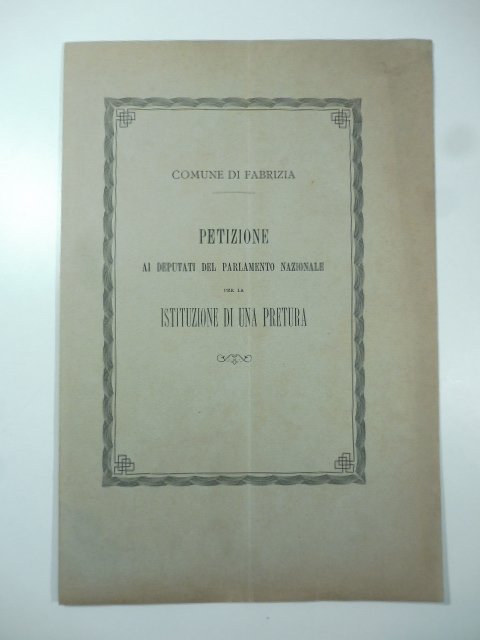 COMUNE DI FABRIZIA
PETIZIONE
AI DEPUTATI DEL PARLAMENTO NAZIONALE
PER LA
ISTITUZIONE DI UNA PRETURA